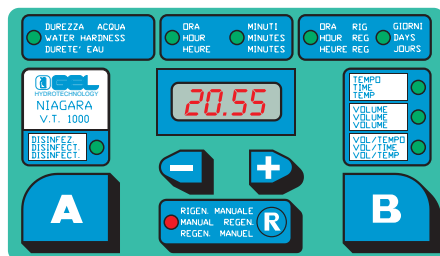 DUREZZA ACQUA
WATER HARDNESS
DURETE' EAU
ORA MINUTI
HOUR MINUTES
HEURE MINUTES
ORA RIG GIORNI
HOUR REG DAYS
HEURE REG JOURS
GEL
HYDROTECHNOLOGY
NIAGARA
V.T. 1000
DISINFEZ.
DISINFECT.
DISINFECT.
20.55
TEMPO
TIME
TEMP
VOLUME
VOLUME
VOLUME
VOL/TEMPO
VOL/TIME
VOL/TEMP
A
B
RIGEN. MANUALE
MANUAL REGEN.
REGEN. MANUEL
R